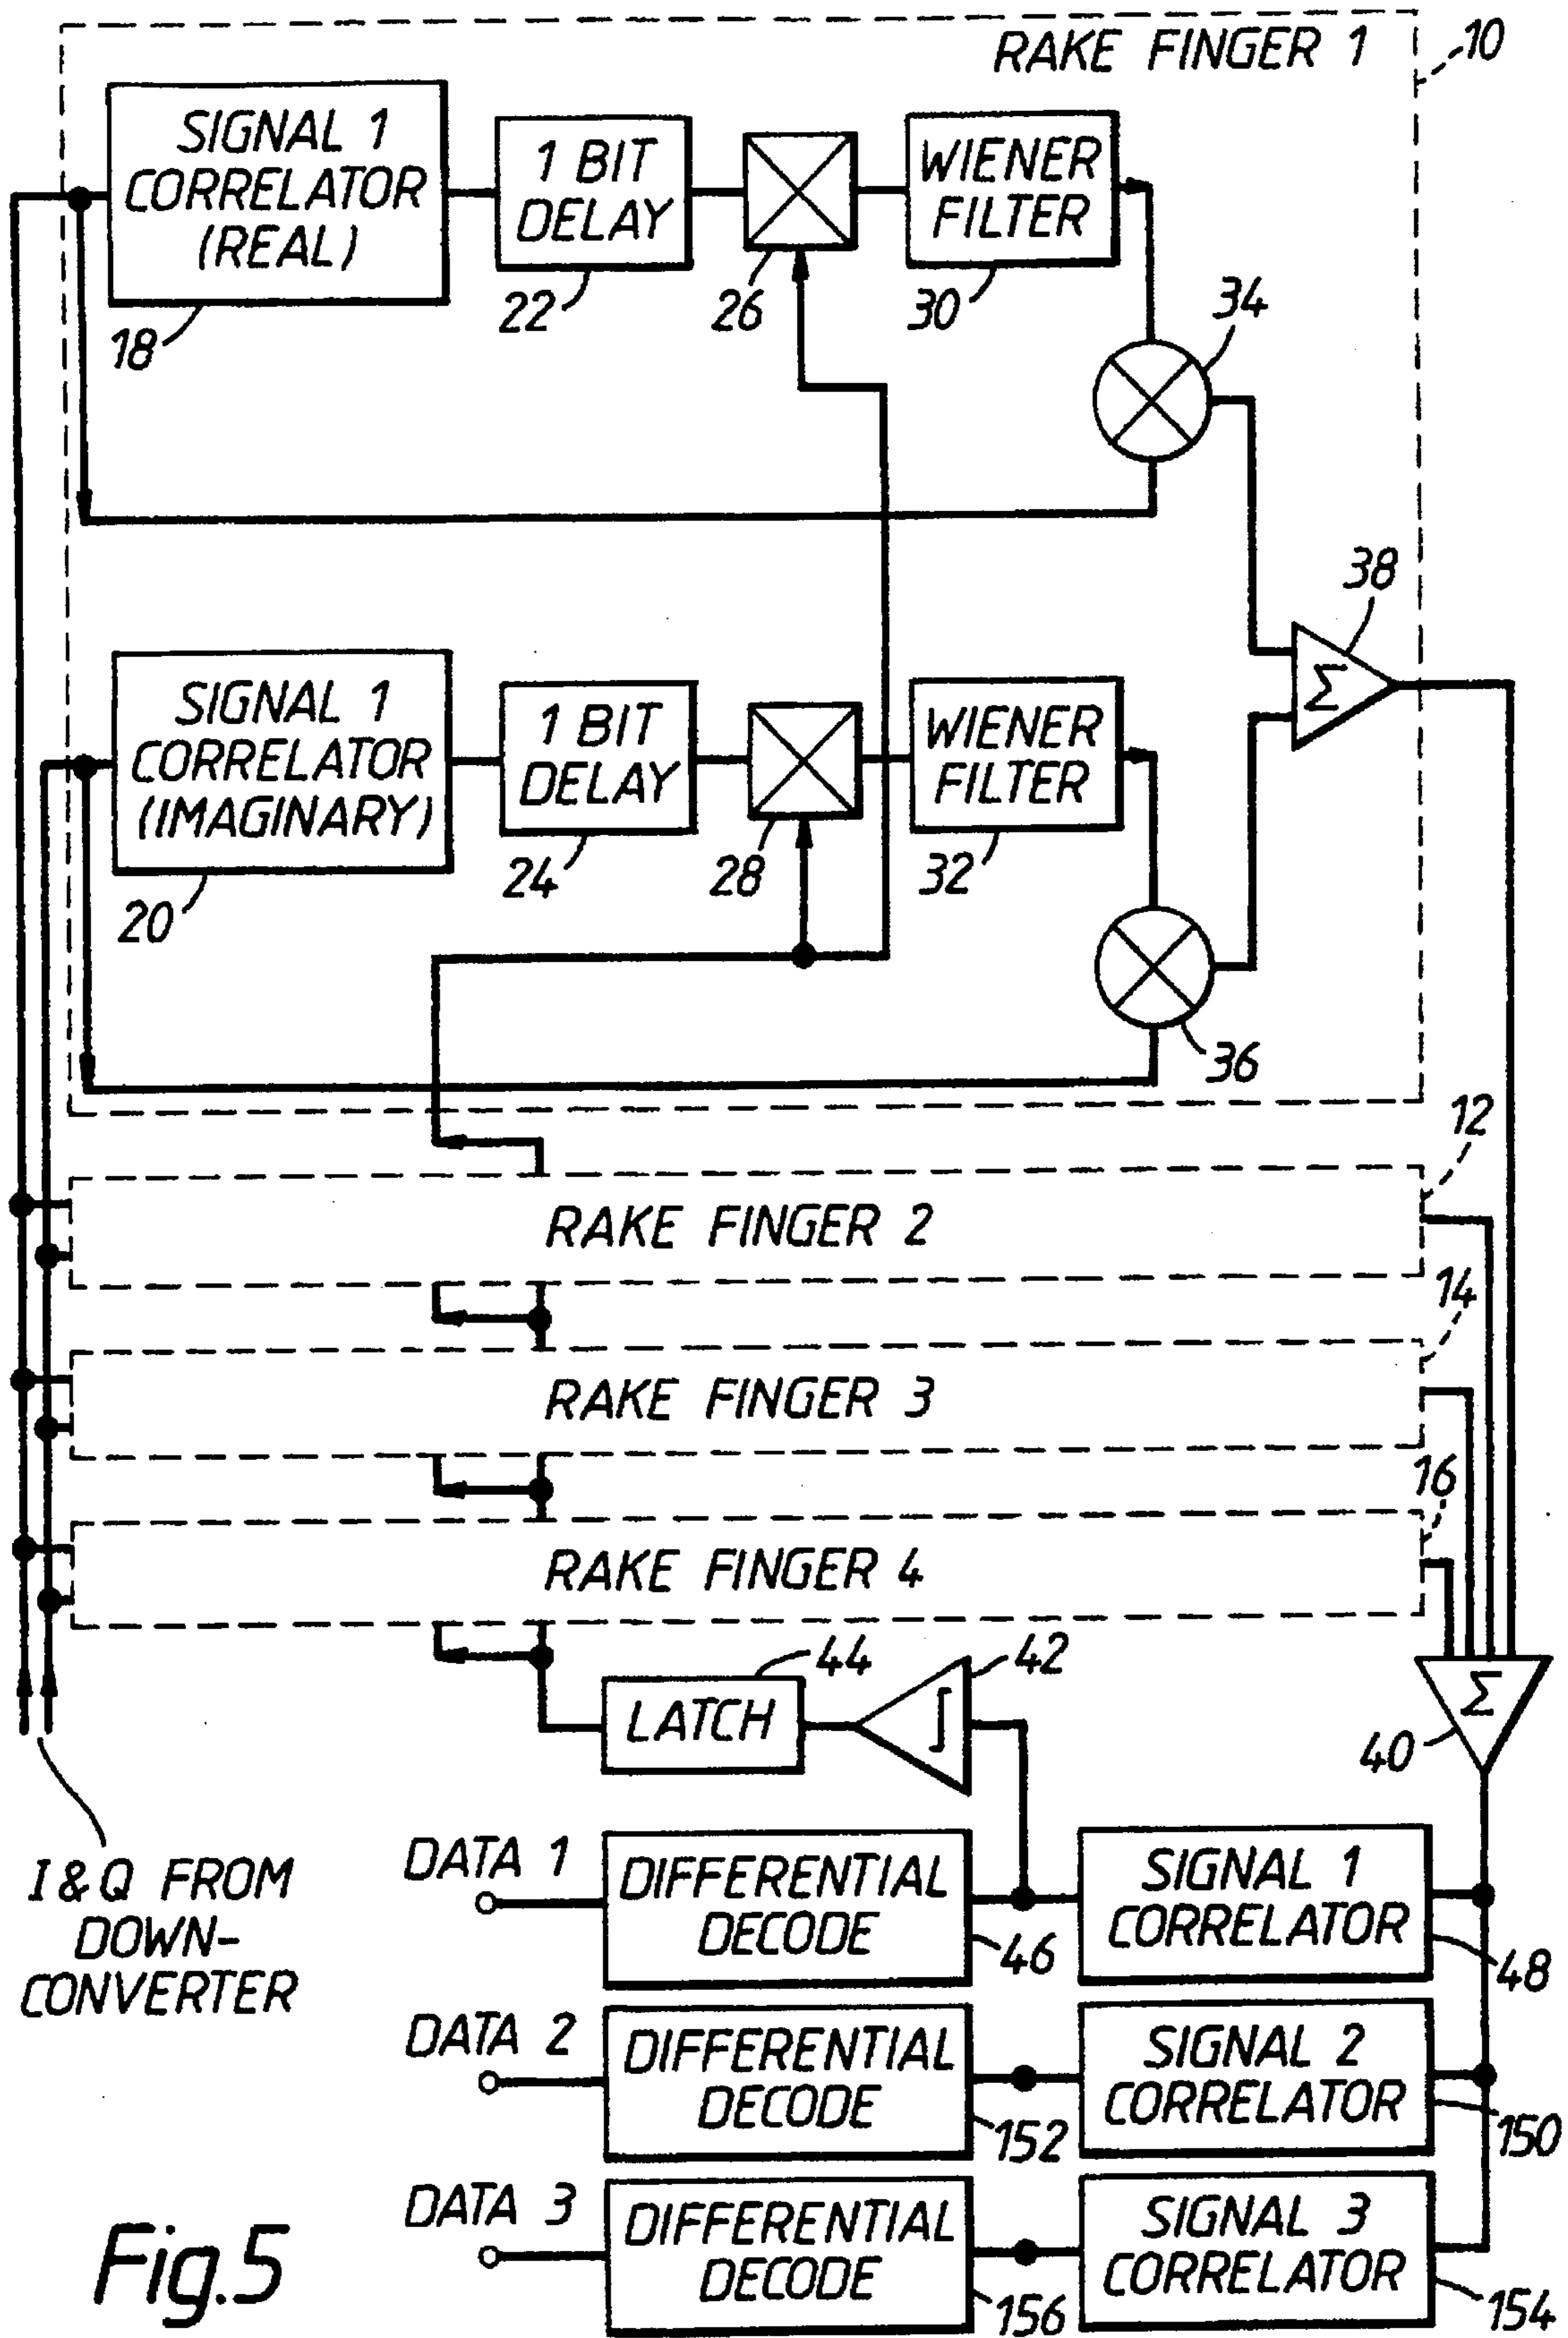 RAKE FINGER 1
10
SIGNAL 1
CORRELATOR
(REAL)
18
1 BIT
DELAY
22
26
WIENER
FILTER
30
34
38
Σ
SIGNAL 1
CORRELATOR
(IMAGINARY)
20
1 BIT
DELAY
24
28
WIENER
FILTER
32
36
12
RAKE FINGER 2
14
RAKE FINGER 3
16
RAKE FINGER 4
44
42
LATCH
∫
Σ
40
I & Q FROM
DOWN-
CONVERTER
DATA 1
DIFFERENTIAL
DECODE
46
SIGNAL 1
CORRELATOR
48
DATA 2
DIFFERENTIAL
DECODE
152
SIGNAL 2
CORRELATOR
150
DATA 3
DIFFERENTIAL
DECODE
156
SIGNAL 3
CORRELATOR
154
Fig.5